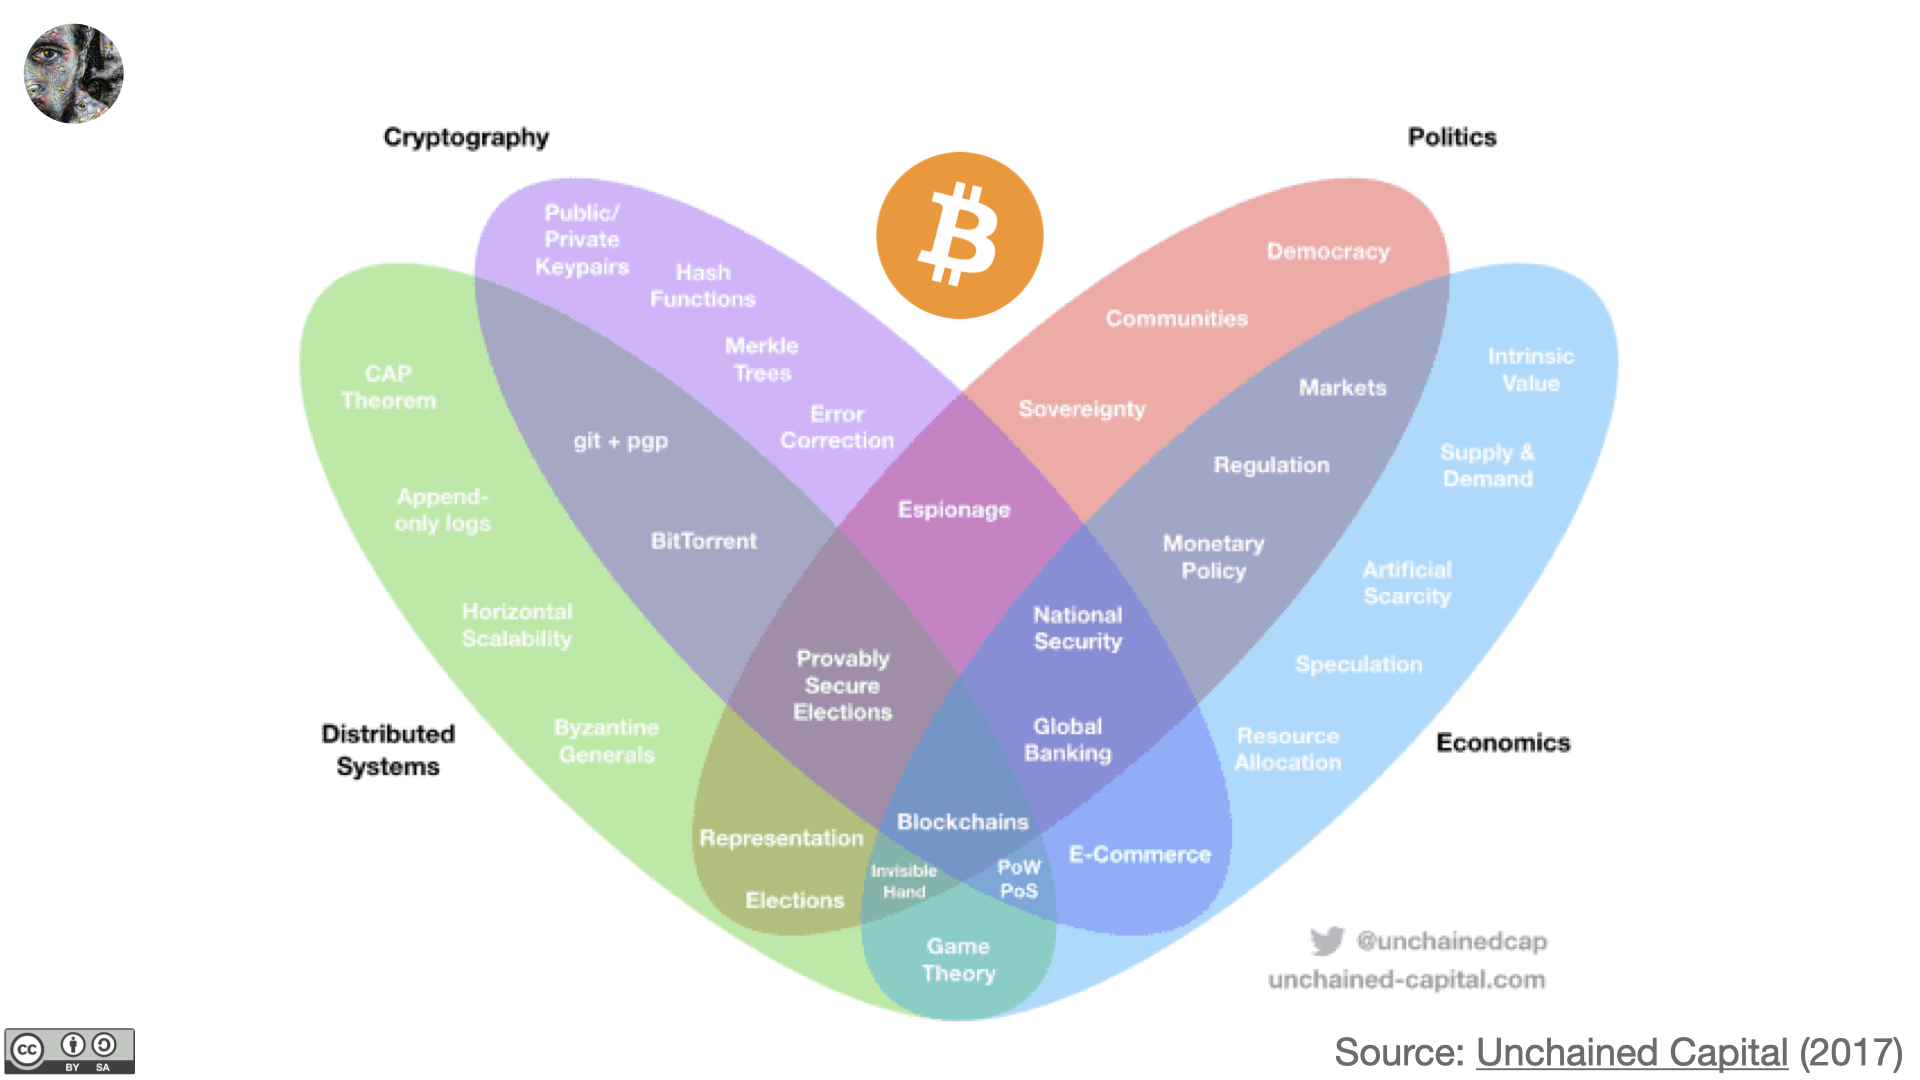 Cryptography
Politics
Public/
Private
Keypairs
Hash
Functions
Merkle
Trees
Error
Correction
Democracy
Communities
Sovereignty
Markets
Regulation
Monetary
Policy
Intrinsic
Value
Supply &
Demand
Artificial
Scarcity
Speculation
Resource
Allocation
CAP
Theorem
Append-
only logs
Horizontal
Scalability
Byzantine
Generals
git + pgp
BitTorrent
Espionage
National
Security
Global
Banking
Provably
Secure
Elections
Distributed
Systems
Economics
Representation
Elections
Blockchains
Invisible
Hand
PoW
PoS
E-Commerce
Game
Theory
@unchainedcap
unchained-capital.com
cc
BY SA
Source: Unchained Capital (2017)